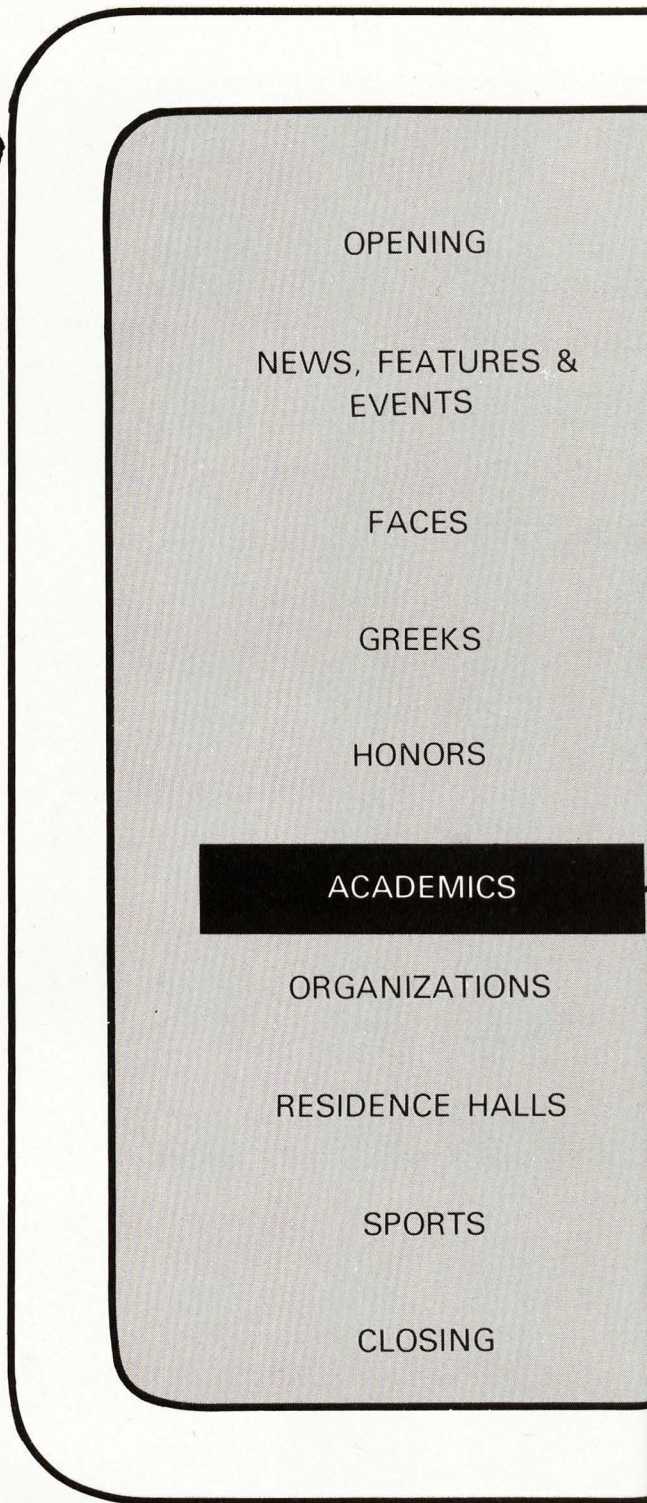 OPENING
NEWS, FEATURES &
EVENTS
FACES
GREEKS
HONORS
ACADEMICS
ORGANIZATIONS
RESIDENCE HALLS
SPORTS
CLOSING